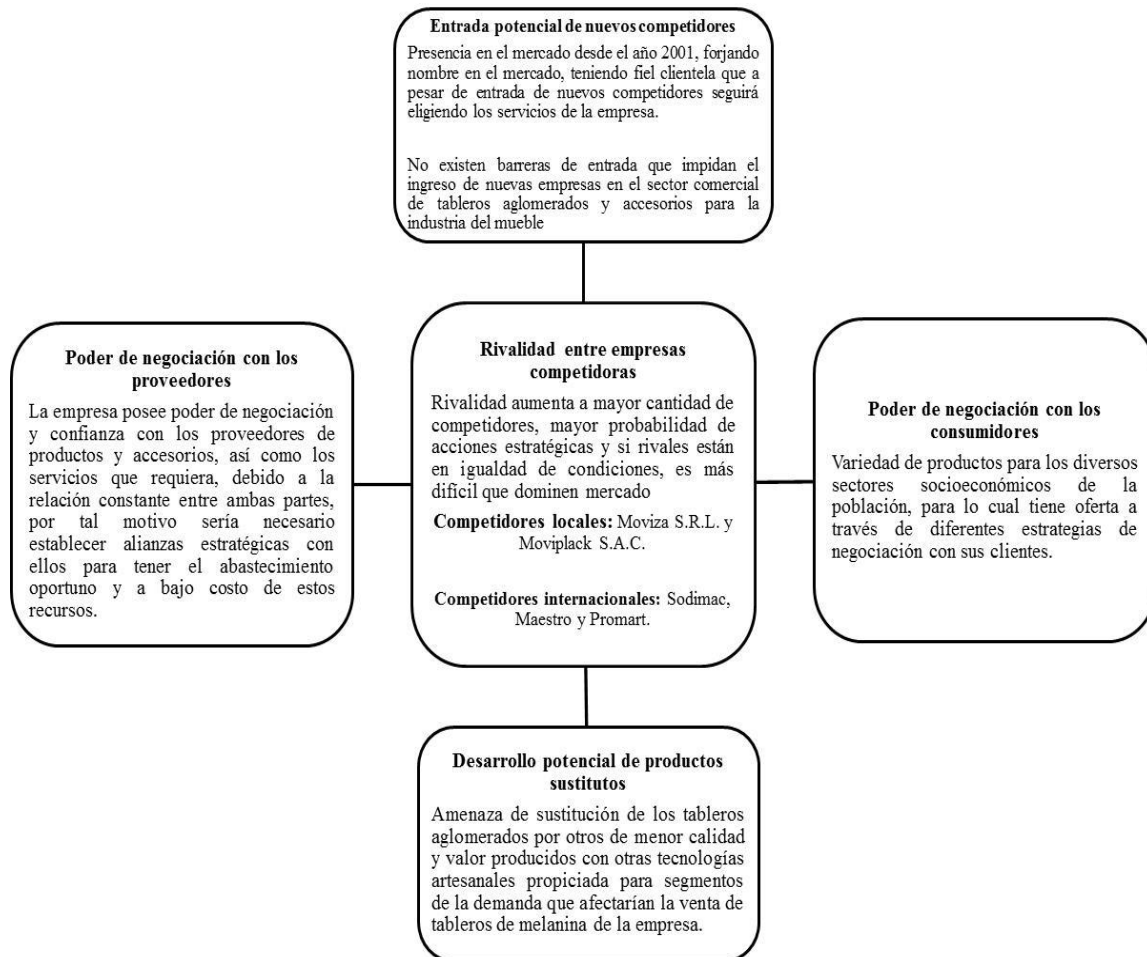 Entrada potencial de nuevos competidores
Presencia en el mercado desde el año 2001, forjando
nombre en el mercado, teniendo fiel clientela que a
pesar de entrada de nuevos competidores seguirá
eligiendo los servicios de la empresa.
No existen barreras de entrada que impidan el
ingreso de nuevas empresas en el sector comercial
de tableros aglomerados y accesorios para la
industria del mueble
Poder de negociación con los
proveedores
La empresa posee poder de negociación
y confianza con los proveedores de
productos y accesorios, así como los
servicios que requiera, debido a la
relación constante entre ambas partes,
por tal motivo sería necesario
establecer alianzas estratégicas con
ellos para tener el abastecimiento
oportuno y a bajo costo de estos
recursos.
Rivalidad entre empresas
competidoras
Rivalidad aumenta a mayor cantidad de
competidores, mayor probabilidad de
acciones estratégicas y si rivales están
en igualdad de condiciones, es más
difícil que dominen mercado
Competidores locales: Moviza S.R.L. y
Moviplack S.A.C.
Competidores internacionales: Sodimac,
Maestro y Promart.
Poder de negociación con los
consumidores
Variedad de productos para los diversos
sectores socioeconómicos de la
población, para lo cual tiene oferta a
través de diferentes estrategias de
negociación con sus clientes.
Desarrollo potencial de productos
sustitutos
Amenaza de sustitución de los tableros
aglomerados por otros de menor calidad
y valor producidos con otras tecnologías
artesanales propiciada para segmentos
de la demanda que afectarían la venta de
tableros de melanina de la empresa.